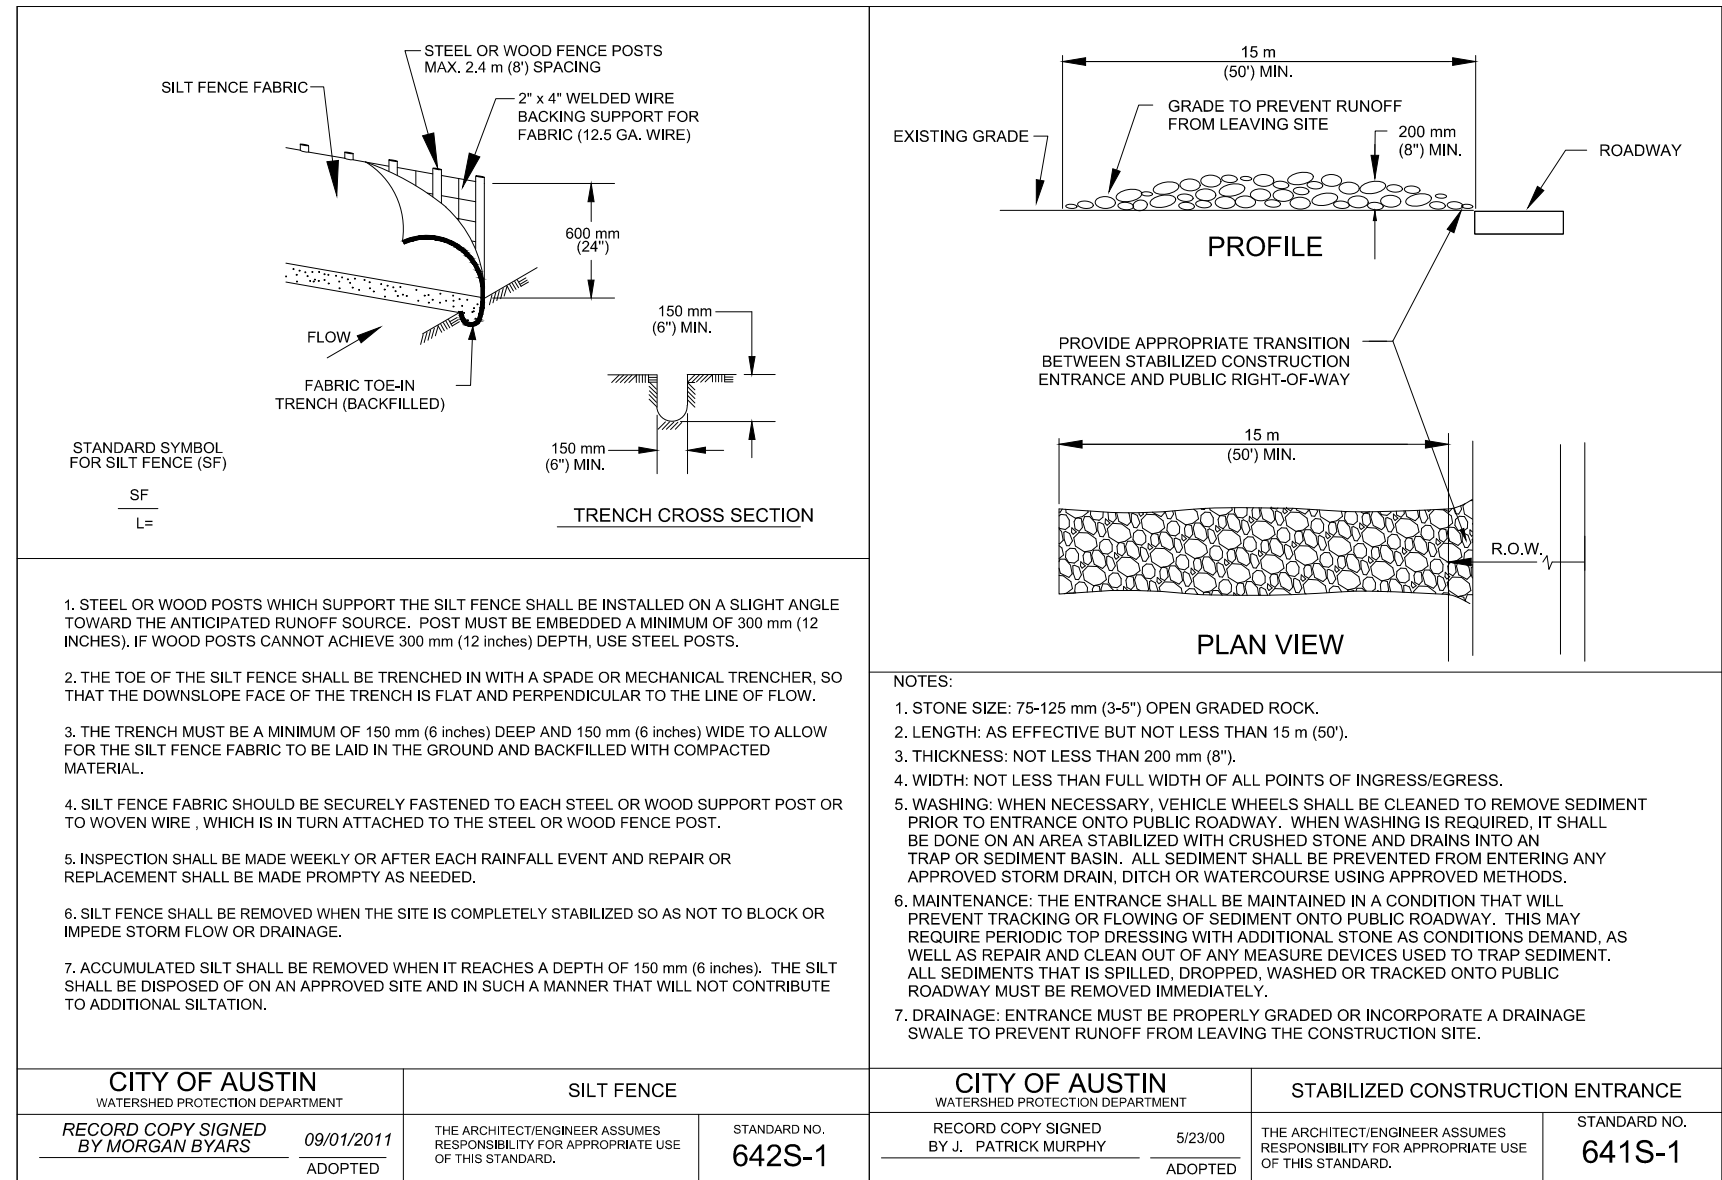 STEEL OR WOOD FENCE POSTS
MAX. 2.4 m (8') SPACING
SILT FENCE FABRIC
2" x 4" WELDED WIRE
BACKING SUPPORT FOR
FABRIC (12.5 GA. WIRE)
600 mm
(24")
FLOW
150 mm
(6") MIN.
FABRIC TOE-IN
TRENCH (BACKFILLED)
STANDARD SYMBOL
FOR SILT FENCE (SF)
SF
L=
150 mm
(6") MIN.
TRENCH CROSS SECTION
1. STEEL OR WOOD POSTS WHICH SUPPORT THE SILT FENCE SHALL BE INSTALLED ON A SLIGHT ANGLE
TOWARD THE ANTICIPATED RUNOFF SOURCE. POST MUST BE EMBEDDED A MINIMUM OF 300 mm (12
INCHES). IF WOOD POSTS CANNOT ACHIEVE 300 mm (12 inches) DEPTH, USE STEEL POSTS.
2. THE TOE OF THE SILT FENCE SHALL BE TRENCHED IN WITH A SPADE OR MECHANICAL TRENCHER, SO
THAT THE DOWNSLOPE FACE OF THE TRENCH IS FLAT AND PERPENDICULAR TO THE LINE OF FLOW.
3. THE TRENCH MUST BE A MINIMUM OF 150 mm (6 inches) DEEP AND 150 mm (6 inches) WIDE TO ALLOW
FOR THE SILT FENCE FABRIC TO BE LAID IN THE GROUND AND BACKFILLED WITH COMPACTED
MATERIAL.
4. SILT FENCE FABRIC SHOULD BE SECURELY FASTENED TO EACH STEEL OR WOOD SUPPORT POST OR
TO WOVEN WIRE , WHICH IS IN TURN ATTACHED TO THE STEEL OR WOOD FENCE POST.
5. INSPECTION SHALL BE MADE WEEKLY OR AFTER EACH RAINFALL EVENT AND REPAIR OR
REPLACEMENT SHALL BE MADE PROMPTY AS NEEDED.
6. SILT FENCE SHALL BE REMOVED WHEN THE SITE IS COMPLETELY STABILIZED SO AS NOT TO BLOCK OR
IMPEDE STORM FLOW OR DRAINAGE.
7. ACCUMULATED SILT SHALL BE REMOVED WHEN IT REACHES A DEPTH OF 150 mm (6 inches). THE SILT
SHALL BE DISPOSED OF ON AN APPROVED SITE AND IN SUCH A MANNER THAT WILL NOT CONTRIBUTE
TO ADDITIONAL SILTATION.
CITY OF AUSTIN
WATERSHED PROTECTION DEPARTMENT
SILT FENCE
RECORD COPY SIGNED
BY MORGAN BYARS
09/01/2011
ADOPTED
THE ARCHITECT/ENGINEER ASSUMES
RESPONSIBILITY FOR APPROPRIATE USE
OF THIS STANDARD.
STANDARD NO.
642S-1
15 m
(50') MIN.
GRADE TO PREVENT RUNOFF
FROM LEAVING SITE
EXISTING GRADE
200 mm
(8") MIN.
ROADWAY
PROFILE
PROVIDE APPROPRIATE TRANSITION
BETWEEN STABILIZED CONSTRUCTION
ENTRANCE AND PUBLIC RIGHT-OF-WAY
15 m
(50') MIN.
R.O.W.
PLAN VIEW
NOTES:
1. STONE SIZE: 75-125 mm (3-5") OPEN GRADED ROCK.
2. LENGTH: AS EFFECTIVE BUT NOT LESS THAN 15 m (50').
3. THICKNESS: NOT LESS THAN 200 mm (8").
4. WIDTH: NOT LESS THAN FULL WIDTH OF ALL POINTS OF INGRESS/EGRESS.
5. WASHING: WHEN NECESSARY, VEHICLE WHEELS SHALL BE CLEANED TO REMOVE SEDIMENT
PRIOR TO ENTRANCE ONTO PUBLIC ROADWAY. WHEN WASHING IS REQUIRED, IT SHALL
BE DONE ON AN AREA STABILIZED WITH CRUSHED STONE AND DRAINS INTO AN
TRAP OR SEDIMENT BASIN. ALL SEDIMENT SHALL BE PREVENTED FROM ENTERING ANY
APPROVED STORM DRAIN, DITCH OR WATERCOURSE USING APPROVED METHODS.
6. MAINTENANCE: THE ENTRANCE SHALL BE MAINTAINED IN A CONDITION THAT WILL
PREVENT TRACKING OR FLOWING OF SEDIMENT ONTO PUBLIC ROADWAY. THIS MAY
REQUIRE PERIODIC TOP DRESSING WITH ADDITIONAL STONE AS CONDITIONS DEMAND, AS
WELL AS REPAIR AND CLEAN OUT OF ANY MEASURE DEVICES USED TO TRAP SEDIMENT.
ALL SEDIMENTS THAT IS SPILLED, DROPPED, WASHED OR TRACKED ONTO PUBLIC
ROADWAY MUST BE REMOVED IMMEDIATELY.
7. DRAINAGE: ENTRANCE MUST BE PROPERLY GRADED OR INCORPORATE A DRAINAGE
SWALE TO PREVENT RUNOFF FROM LEAVING THE CONSTRUCTION SITE.
CITY OF AUSTIN
WATERSHED PROTECTION DEPARTMENT
STABILIZED CONSTRUCTION ENTRANCE
RECORD COPY SIGNED
BY J. PATRICK MURPHY
5/23/00
ADOPTED
THE ARCHITECT/ENGINEER ASSUMES
RESPONSIBILITY FOR APPROPRIATE USE
OF THIS STANDARD.
STANDARD NO.
641S-1